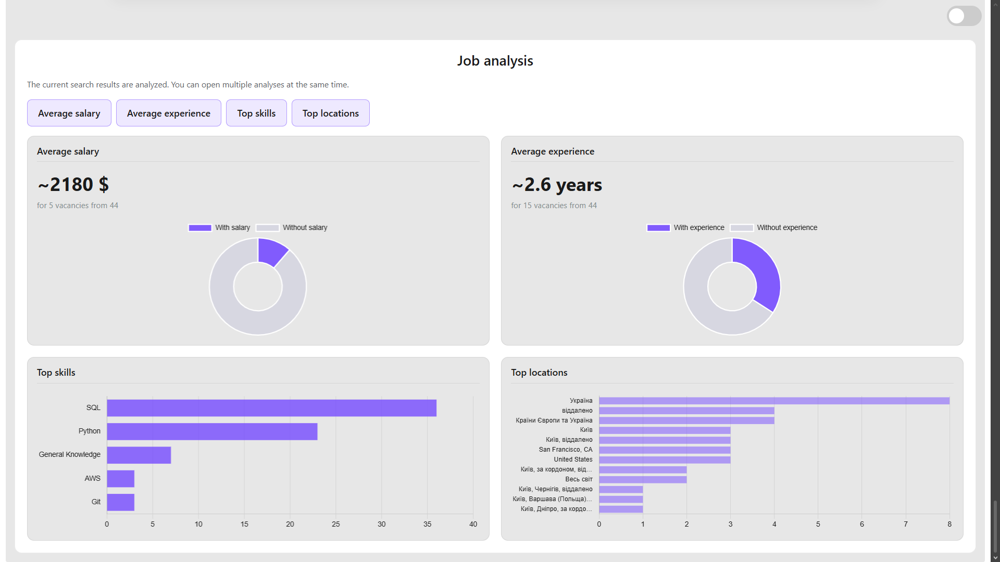 Job analysis
The current search results are analyzed. You can open multiple analyses at the same time.
Average salary
Average experience
Top skills
Top locations
Average salary
~2180 $
for 5 vacancies from 44
With salary
Without salary
Average experience
~2.6 years
for 15 vacancies from 44
With experience
Without experience
Top skills
SQL
Python
General Knowledge
AWS
Git
0 5 10 15 20 25 30 35 40
Top locations
Україна
віддалено
Країни Європи та Україна
Київ
Київ, віддалено
San Francisco, CA
United States
Київ, за кордоном, від...
Весь світ
Київ, Чернігів, віддалено
Київ, Варшава (Польща)...
Київ, Дніпро, за кордо...
0 1 2 3 4 5 6 7 8